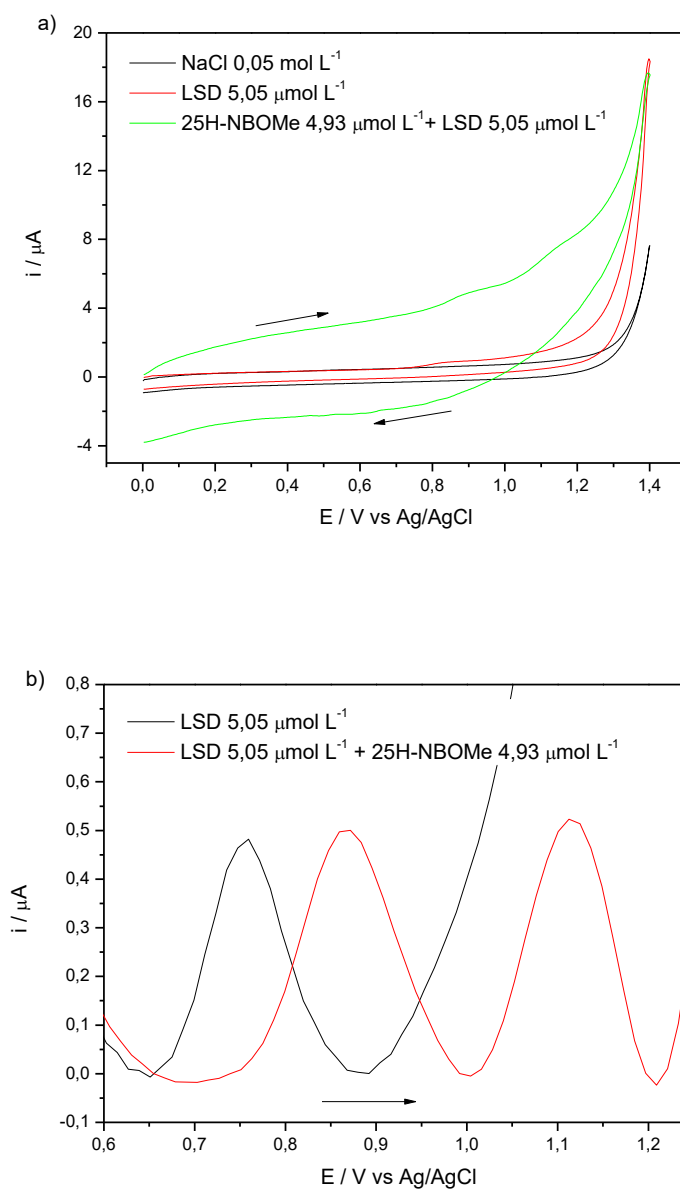 a)
20
16
12
8
4
0
-4
i / μA
NaCl 0,05 mol L⁻¹
LSD 5,05 μmol L⁻¹
25H-NBOMe 4,93 μmol L⁻¹+ LSD 5,05 μmol L⁻¹
0,0 0,2 0,4 0,6 0,8 1,0 1,2 1,4
E / V vs Ag/AgCl
b)
0,8
0,7
0,6
0,5
0,4
0,3
0,2
0,1
0,0
-0,1
i / μA
LSD 5,05 μmol L⁻¹
LSD 5,05 μmol L⁻¹ + 25H-NBOMe 4,93 μmol L⁻¹
0,6 0,7 0,8 0,9 1,0 1,1 1,2
E / V vs Ag/AgCl